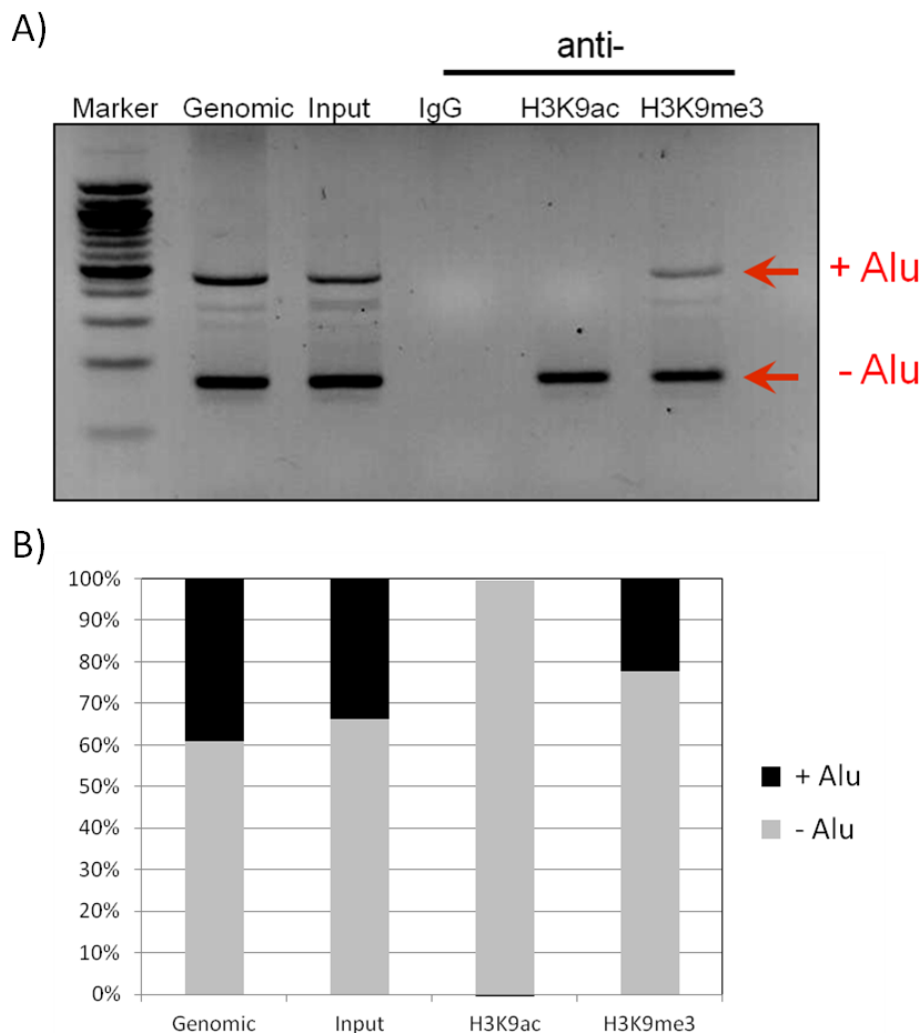 A)
anti-
Marker Genomic Input IgG H3K9ac H3K9me3
+ Alu
- Alu
B)
100%
90%
80%
70%
60%
50%
40%
30%
20%
10%
0%
+ Alu
- Alu
Genomic Input H3K9ac H3K9me3